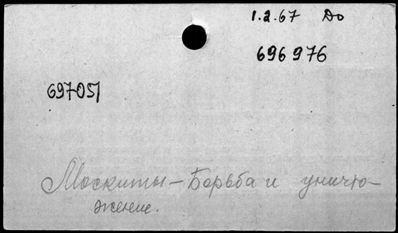 1.2.67 До
696976
697051
Москиты – Борьба и уничто-
жение.